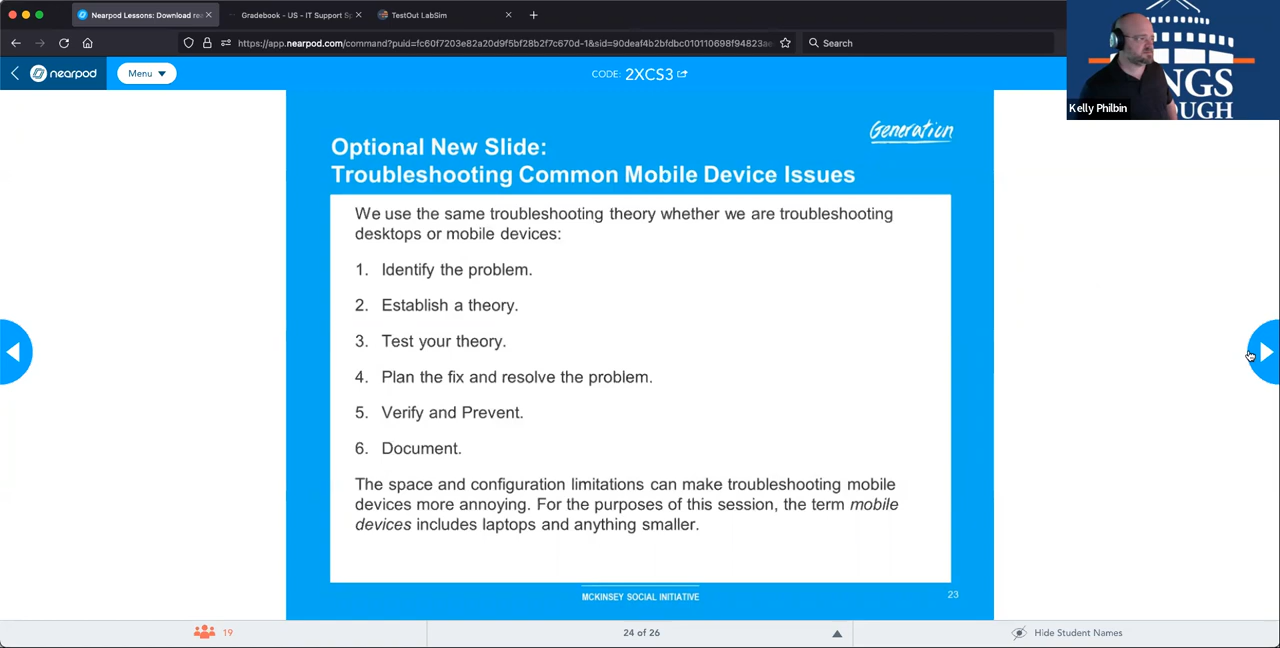 Nearpod Lessons: Download re
Gradebook - US - IT Support Sp
TestOut LabSim
https://app.nearpod.com/command?puid=fc60f7203e82a20d9f5bf28b2f7c670d-1&sid=90deaf4b2bfdbc010110698f94823ae
Search
nearpod
Menu
CODE: 2XCS3
NGS
OUGH
Kelly Philbin
Generation
Optional New Slide:
Troubleshooting Common Mobile Device Issues
We use the same troubleshooting theory whether we are troubleshooting
desktops or mobile devices:
1. Identify the problem.
2. Establish a theory.
3. Test your theory.
4. Plan the fix and resolve the problem.
5. Verify and Prevent.
6. Document.
The space and configuration limitations can make troubleshooting mobile
devices more annoying. For the purposes of this session, the term mobile
devices includes laptops and anything smaller.
MCKINSEY SOCIAL INITIATIVE
23
19
24 of 26
Hide Student Names